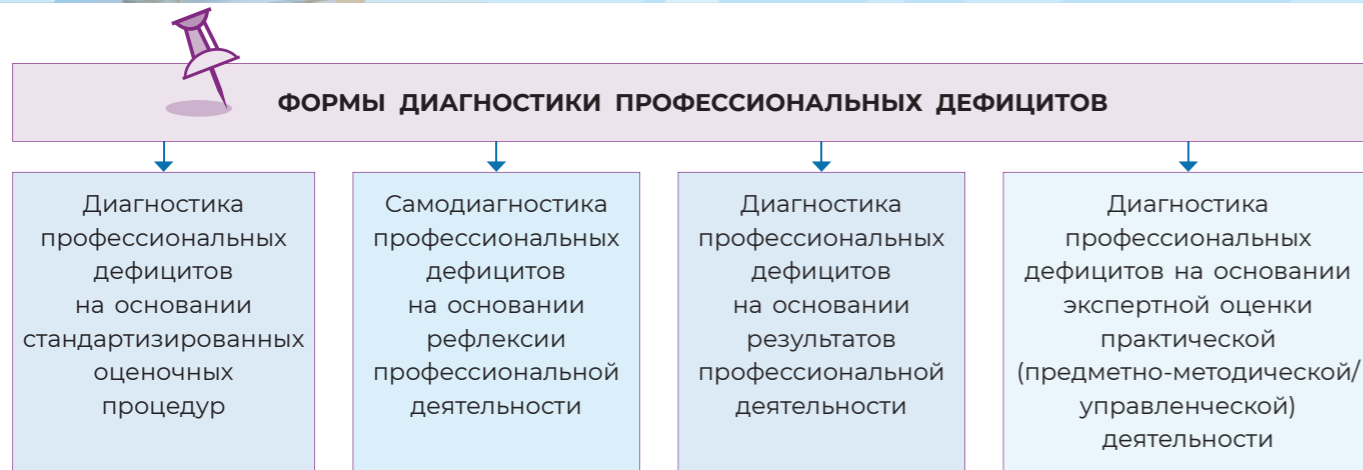 ФОРМЫ ДИАГНОСТИКИ ПРОФЕССИОНАЛЬНЫХ ДЕФИЦИТОВ
Диагностика
профессиональных
дефицитов
на основании
стандартизированных
оценочных
процедур
Самодиагностика
профессиональных
дефицитов
на основании
рефлексии
профессиональной
деятельности
Диагностика
профессиональных
дефицитов
на основании
результатов
профессиональной
деятельности
Диагностика
профессиональных
дефицитов на основании
экспертной оценки
практической
(предметно-методической/
управленческой)
деятельности